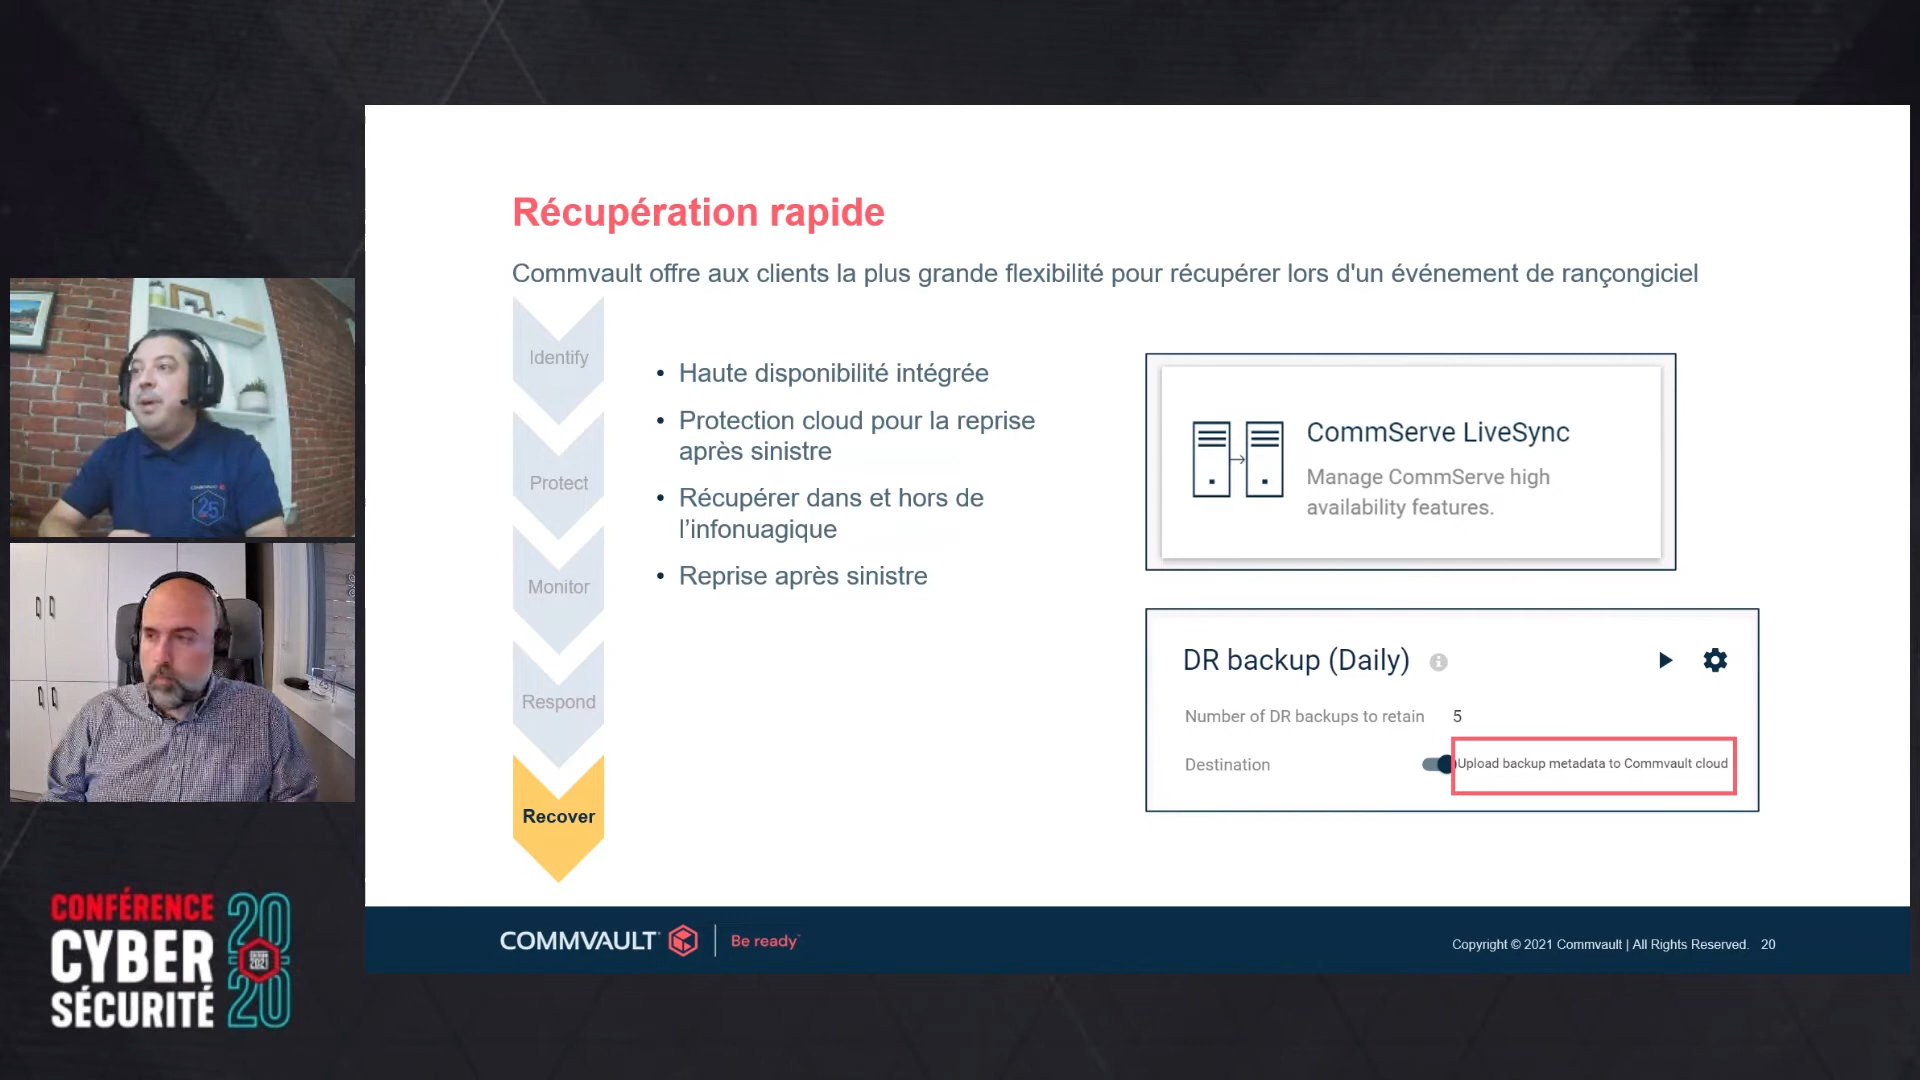 Récupération rapide
Commvault offre aux clients la plus grande flexibilité pour récupérer lors d'un événement de rançongiciel
Identify
Protect
Monitor
Respond
Recover
• Haute disponibilité intégrée
• Protection cloud pour la reprise
après sinistre
• Récupérer dans et hors de
l’infonuagique
• Reprise après sinistre
CommServe LiveSync
Manage CommServe high
availability features.
DR backup (Daily)
Number of DR backups to retain 5
Destination Upload backup metadata to Commvault cloud
COMMVAULT
25
CONFÉRENCE
CYBER
SÉCURITÉ
20
2021
20
COMMVAULT Be ready
Copyright © 2021 Commvault | All Rights Reserved. 20